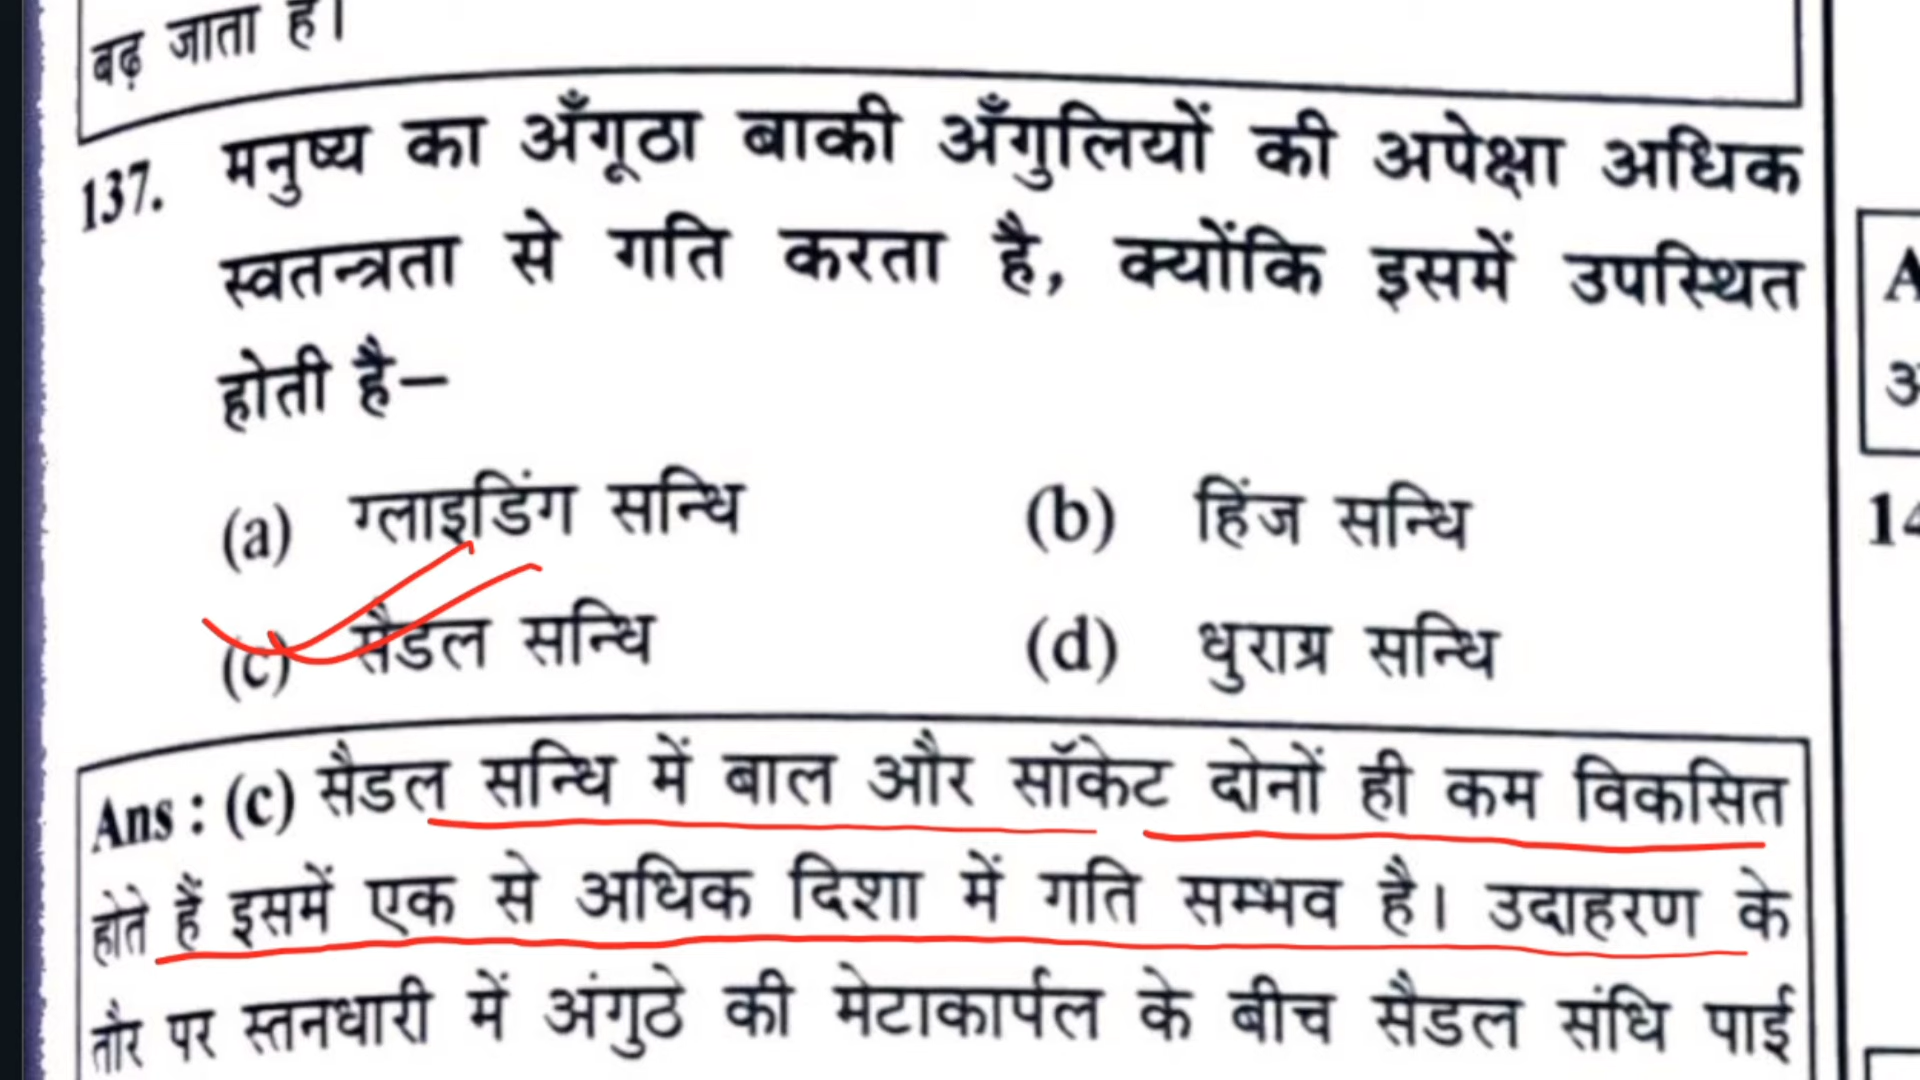 बढ़ जाता है।
137. मनुष्य का अँगूठा बाकी अँगुलियों की अपेक्षा अधिक
स्वतन्त्रता से गति करता है, क्योंकि इसमें उपस्थित
होती है–
(a) ग्लाइडिंग सन्धि (b) हिंज सन्धि
(c) सैडल सन्धि (d) धुराग्र सन्धि
Ans : (c) सैडल सन्धि में बाल और सॉकेट दोनों ही कम विकसित
होते हैं इसमें एक से अधिक दिशा में गति सम्भव है। उदाहरण के
तौर पर स्तनधारी में अंगुठे की मेटाकार्पल के बीच सैडल संधि पाई
A
14